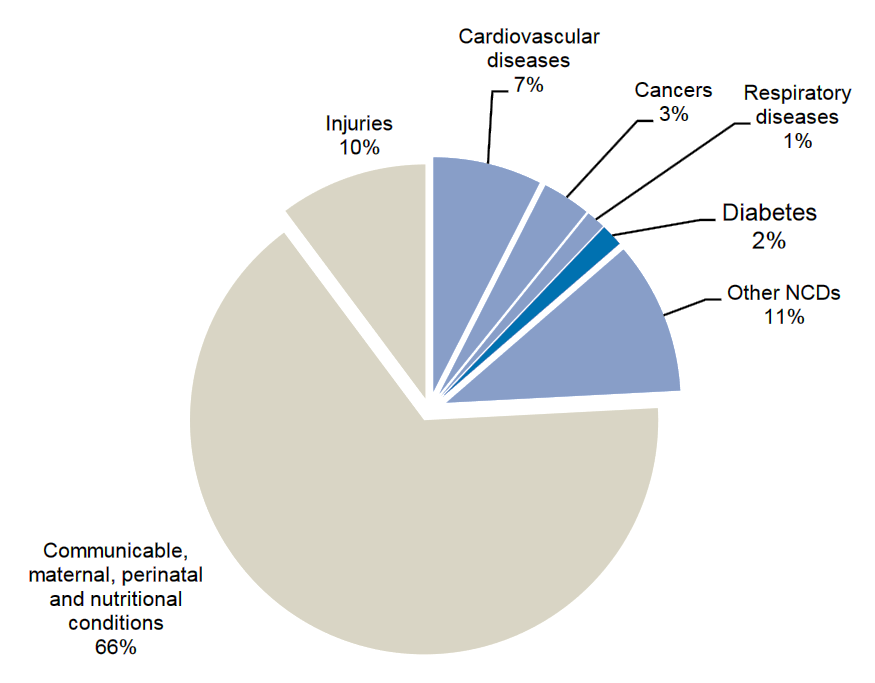 Cardiovascular
diseases
7%
Cancers
3%
Respiratory
diseases
1%
Injuries
10%
Diabetes
2%
Other NCDs
11%
Communicable,
maternal, perinatal
and nutritional
conditions
66%